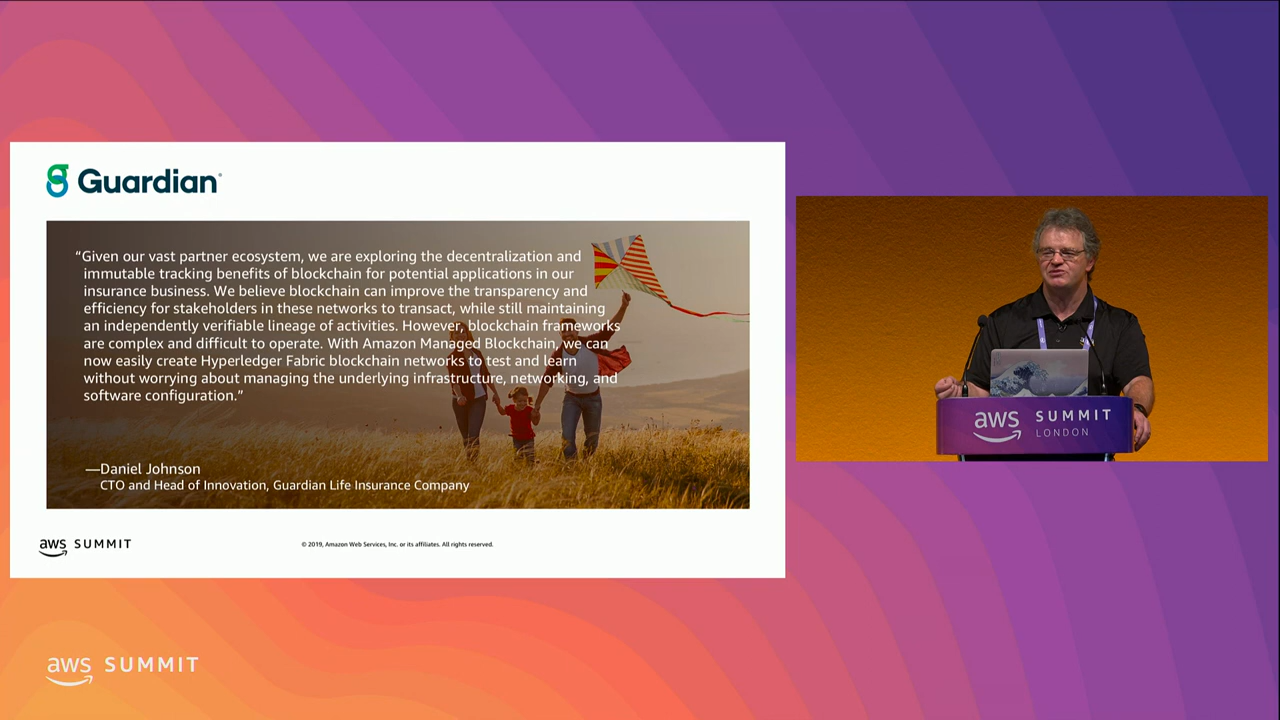 Guardian
“Given our vast partner ecosystem, we are exploring the decentralization and
immutable tracking benefits of blockchain for potential applications in our
insurance business. We believe blockchain can improve the transparency and
efficiency for stakeholders in these networks to transact, while still maintaining
an independently verifiable lineage of activities. However, blockchain frameworks
are complex and difficult to operate. With Amazon Managed Blockchain, we can
now easily create Hyperledger Fabric blockchain networks to test and learn
without worrying about managing the underlying infrastructure, networking, and
software configuration.”
—Daniel Johnson
CTO and Head of Innovation, Guardian Life Insurance Company
aws SUMMIT
© 2019, Amazon Web Services, Inc. or its affiliates. All rights reserved.
aws SUMMIT
LONDON
aws SUMMIT